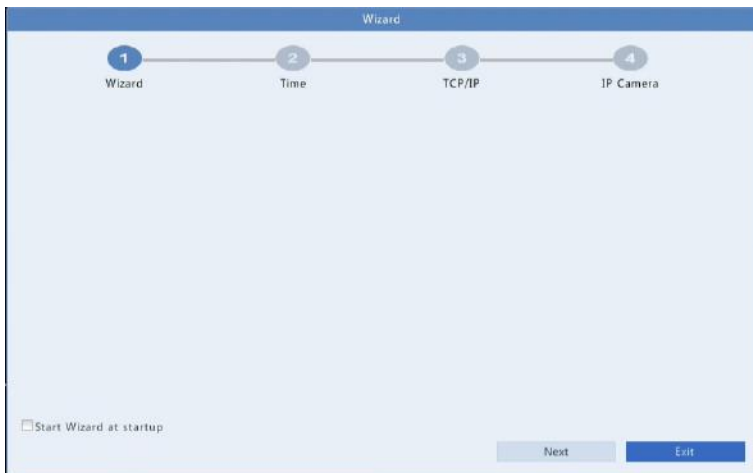 Wizard
1 2 3 4
Wizard Time TCP/IP IP Camera
Start Wizard at startup
Next Exit